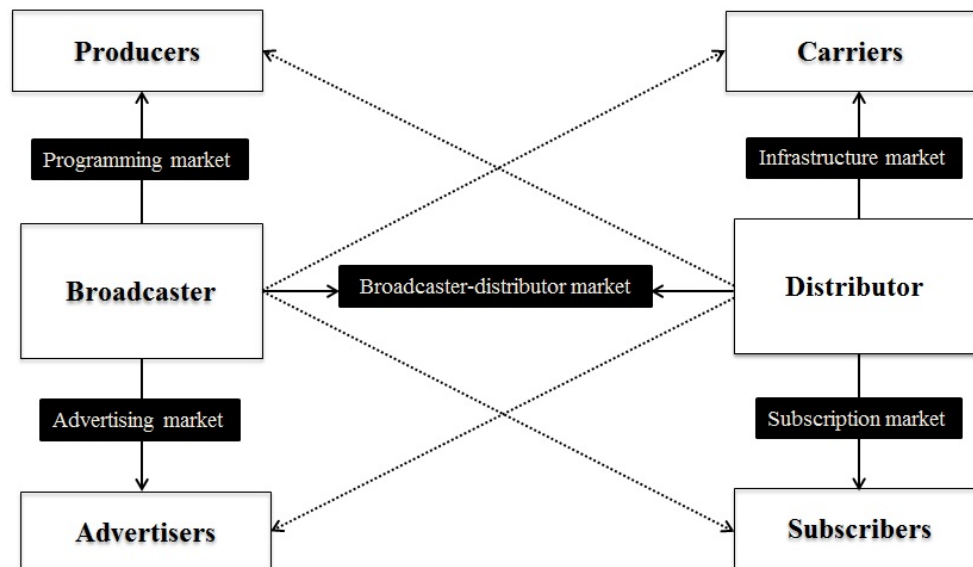 Producers
Carriers
Programming market
Infrastructure market
Broadcaster
Broadcaster-distributor market
Distributor
Advertising market
Subscription market
Advertisers
Subscribers